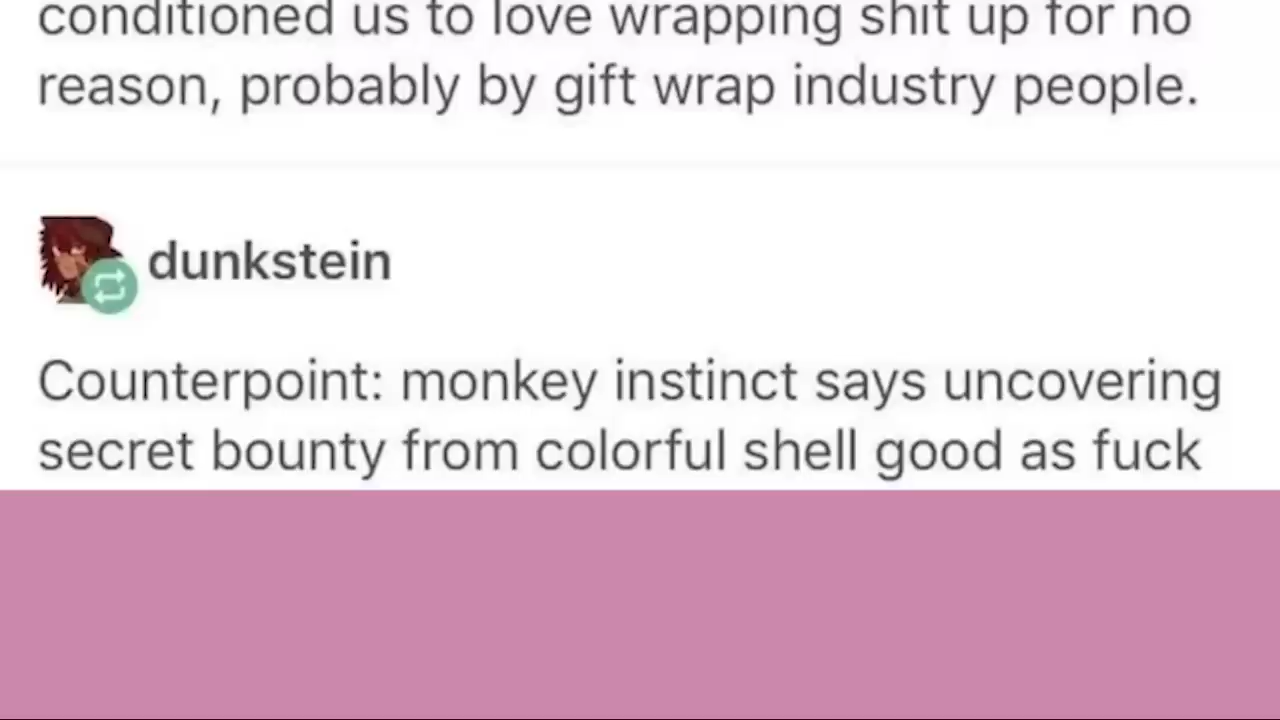 conditioned us to love wrapping shit up for no
reason, probably by gift wrap industry people.
dunkstein
Counterpoint: monkey instinct says uncovering
secret bounty from colorful shell good as fuck